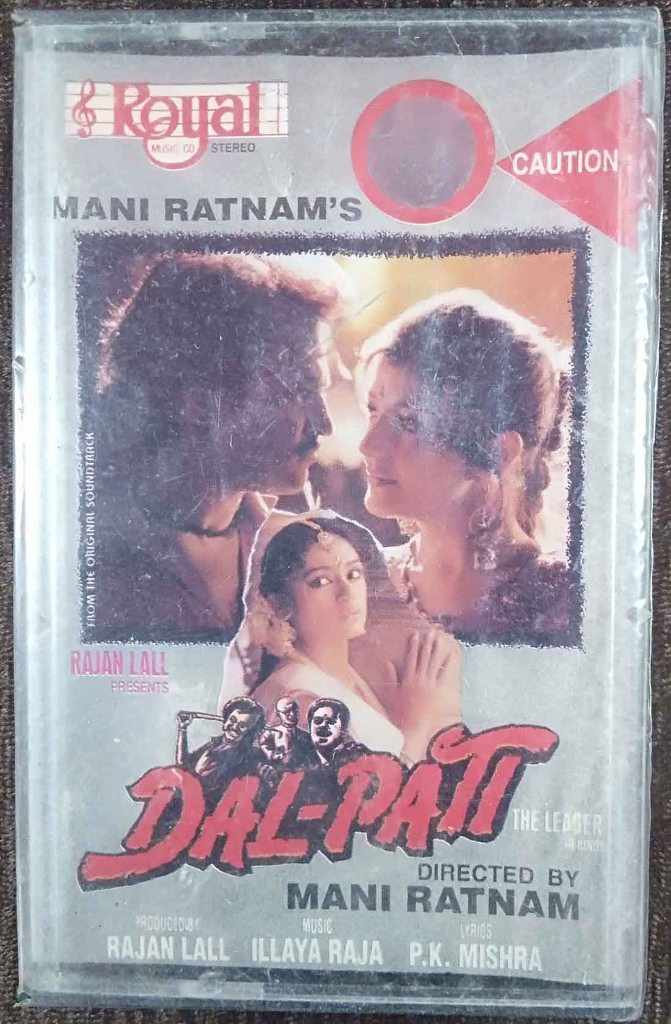 Royal
MUSIC CO STEREO
CAUTION
MANI RATNAM'S
FROM THE ORIGINAL SOUNDTRACK
RAJAN LALL
PRESENTS
DAL-PATI
THE LEADER
HINDI
DIRECTED BY
MANI RATNAM
PRODUCED BY
RAJAN LALL
MUSIC
ILLAYA RAJA
LYRICS
P.K. MISHRA